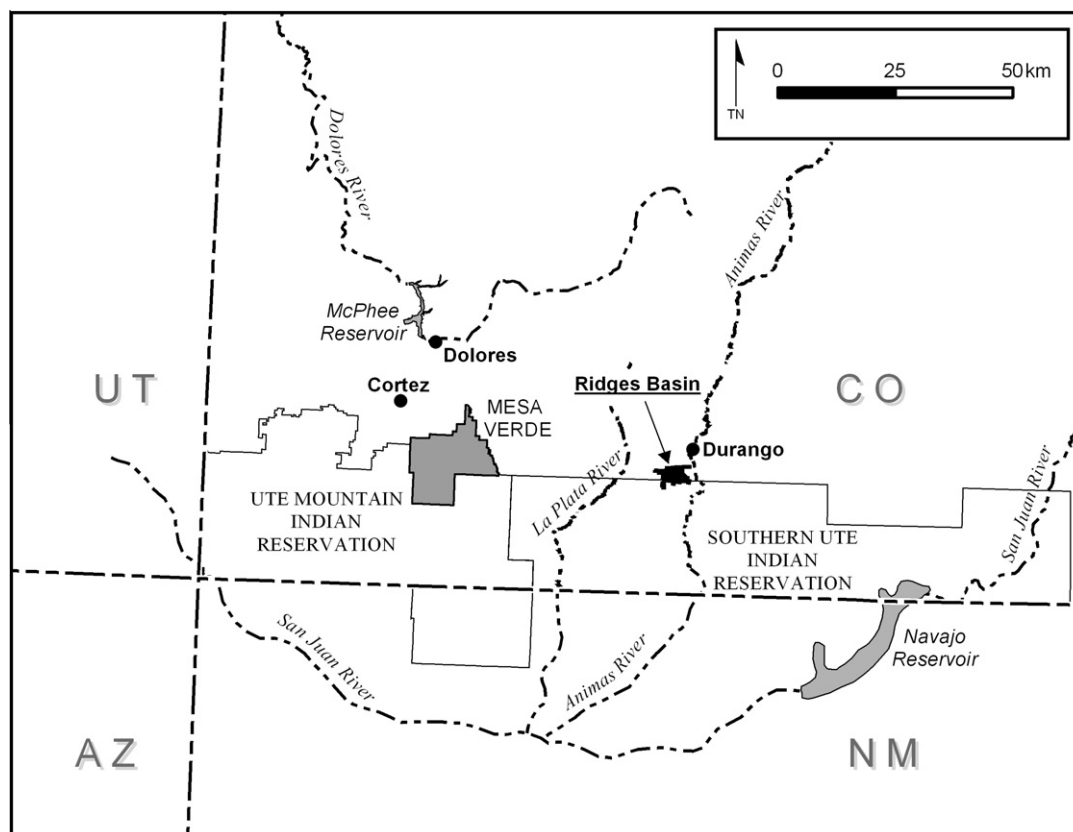 0 25 50km
TN
Dolores River
Animas River
McPhee
Reservoir
Dolores
UT
Cortez
MESA
VERDE
Ridges Basin
CO
Durango
La Plata River
San Juan River
UTE MOUNTAIN
INDIAN
RESERVATION
SOUTHERN UTE
INDIAN
RESERVATION
San Juan River
Animas River
Navajo
Reservoir
AZ
NM